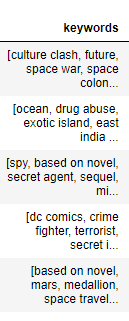 keywords
[culture clash, future,
space war, space
colon...
[ocean, drug abuse,
exotic island, east
india ...
[spy, based on novel,
secret agent, sequel,
mi...
[dc comics, crime
fighter, terrorist,
secret i...
[based on novel,
mars, medallion,
space travel...